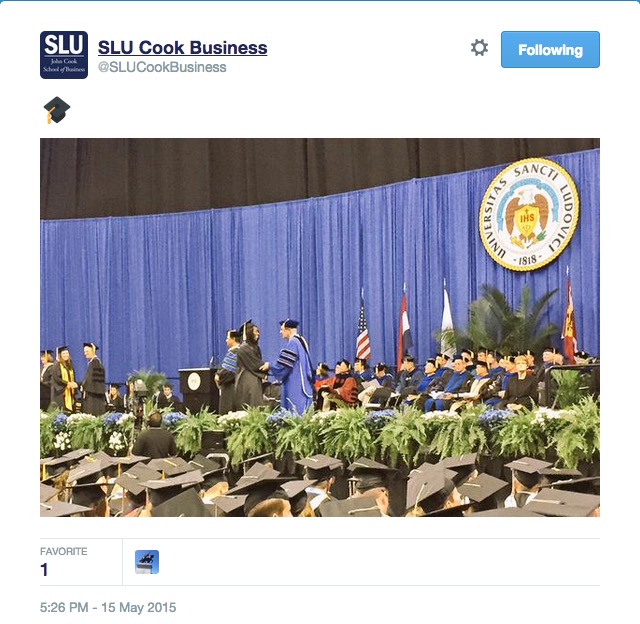 SLU
John Cook
School of Business
SLU Cook Business
@SLUCookBusiness
Following
UNIVERSITAS SANCTI LUDOVICI
IHS
·1818·
FAVORITE
1
5:26 PM - 15 May 2015